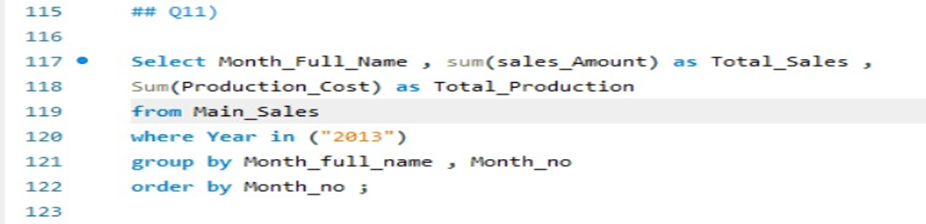 115 ## Q11)
116
117 Select Month_Full_Name , sum(sales_Amount) as Total_Sales ,
118 Sum(Production_Cost) as Total_Production
119 from Main_Sales
120 where Year in ("2013")
121 group by Month_full_name , Month_no
122 order by Month_no ;
123